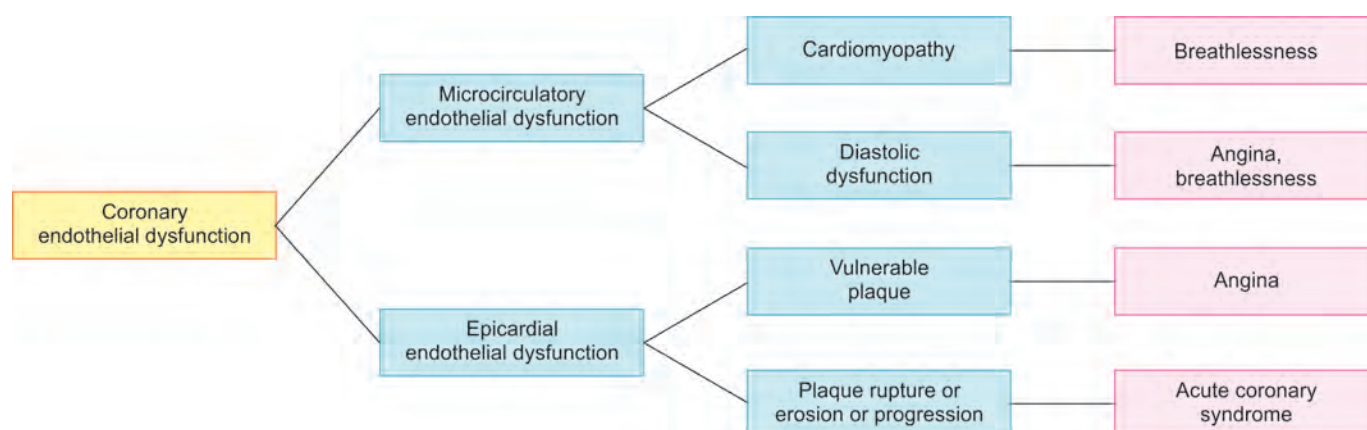 Coronary
endothelial dysfunction
Microcirculatory
endothelial dysfunction
Epicardial
endothelial dysfunction
Cardiomyopathy
Diastolic
dysfunction
Vulnerable
plaque
Plaque rupture or
erosion or progression
Breathlessness
Angina,
breathlessness
Angina
Acute coronary
syndrome